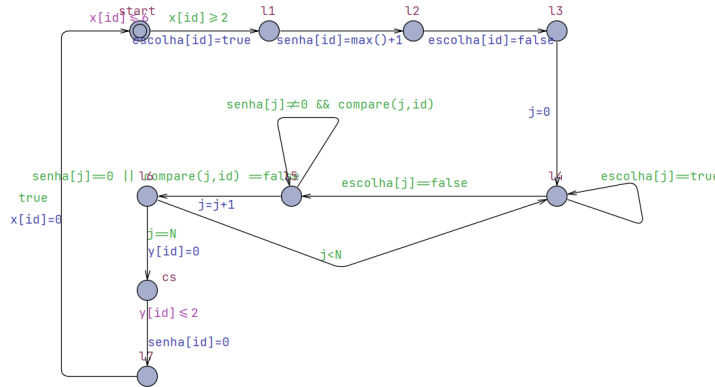 start
x[id]<=6
x[id]>=2
l1
l2
l3
escolha[id]=true
senha[id]=max()+1
escolha[id]=false
senha[j]!=0 && compare(j,id)
j=0
senha[j]==0 || compare(j,id) ==false
l6
l5
escolha[j]==false
l4
escolha[j]==true
true
j=j+1
x[id]=0
j==N
y[id]=0
j<N
cs
y[id]<=2
senha[id]=0
l7